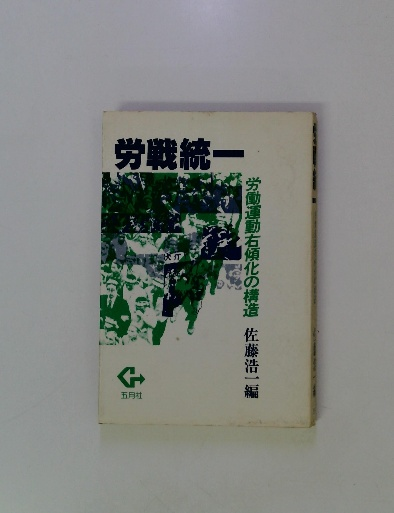 労戦統一
労働運動右傾化の構造
佐藤浩一編
五月社